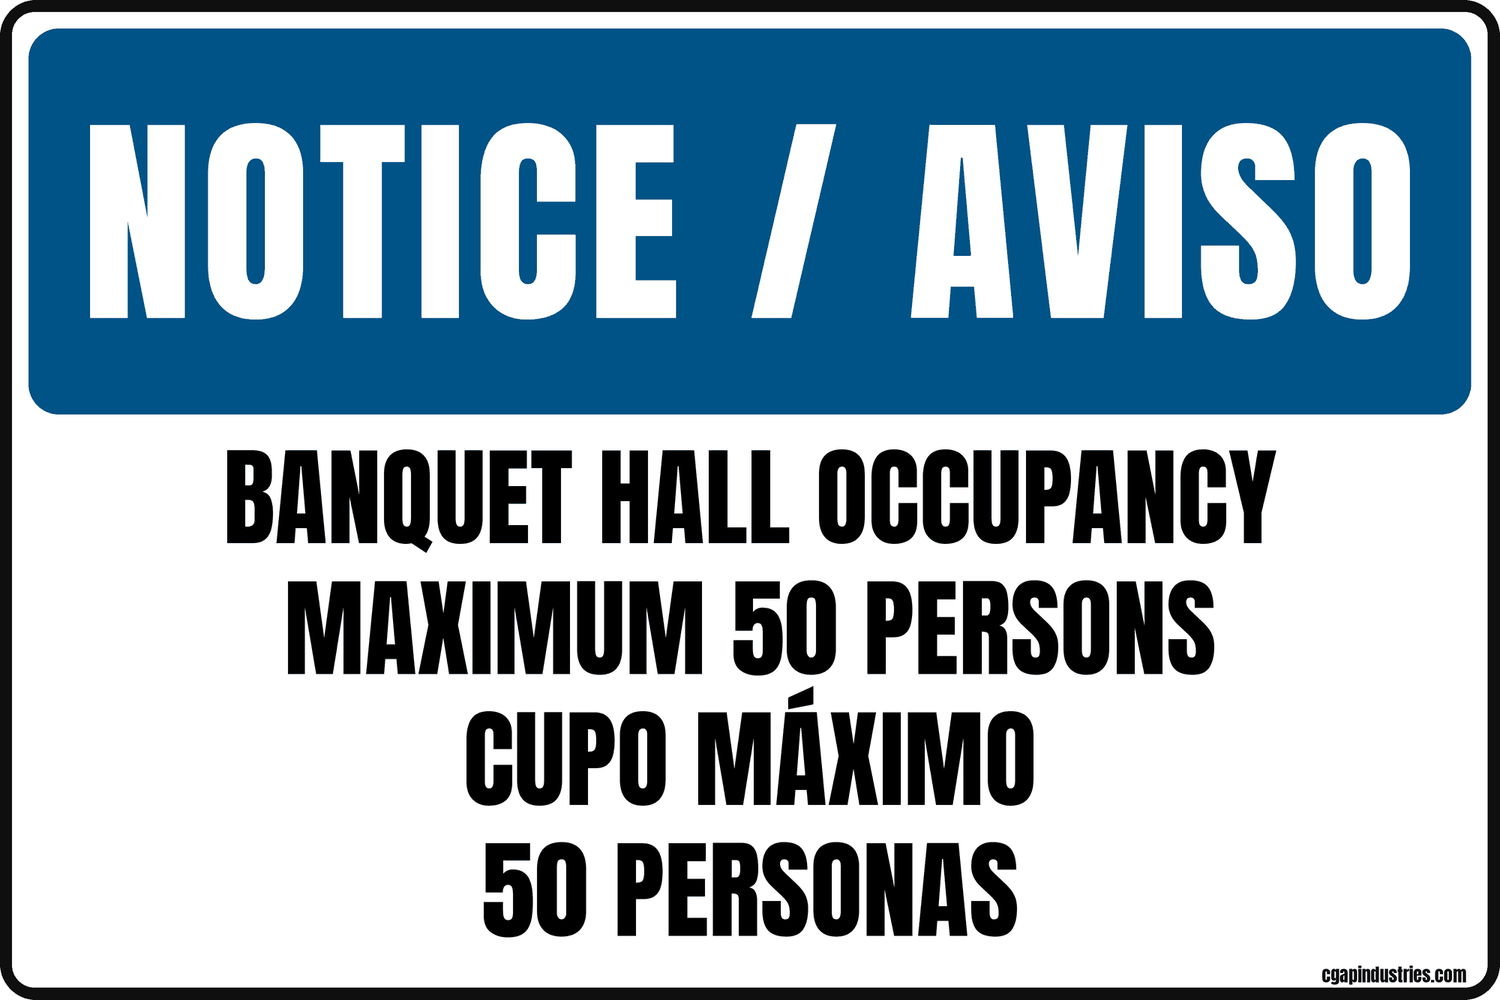 NOTICE / AVISO
BANQUET HALL OCCUPANCY
MAXIMUM 50 PERSONS
CUPO MÁXIMO
50 PERSONAS
cgapindustries.com